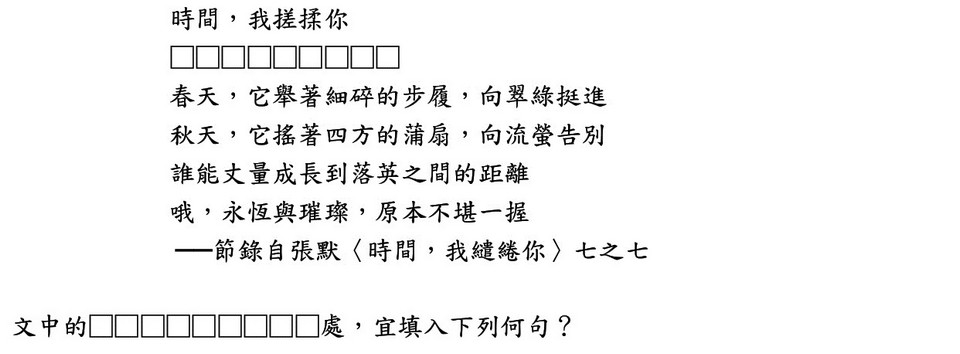 時間，我搓揉你
□□□□□□□□□
春天，它舉著細碎的步履，向翠綠挺進
秋天，它搖著四方的蒲扇，向流螢告別
誰能丈量成長到落英之間的距離
哦，永恆與璀璨，原本不堪一握
──節錄自張默〈時間，我繾綣你〉七之七
文中的□□□□□□□□□處，宜填入下列何句？